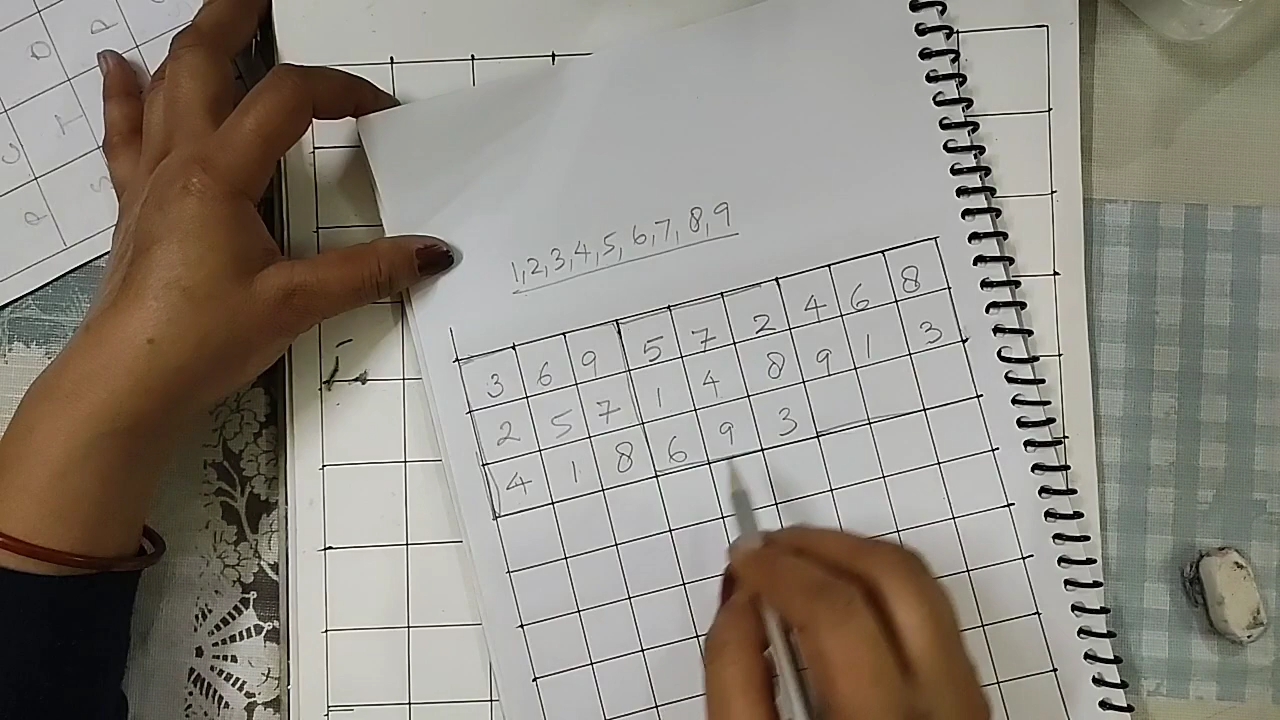 1,2,3,4,5,6,7,8,9
3 6 9 5 7 2 4 6 8
2 5 7 1 4 8 9 1 3
4 1 8 6 9 3
D P
C T
P S